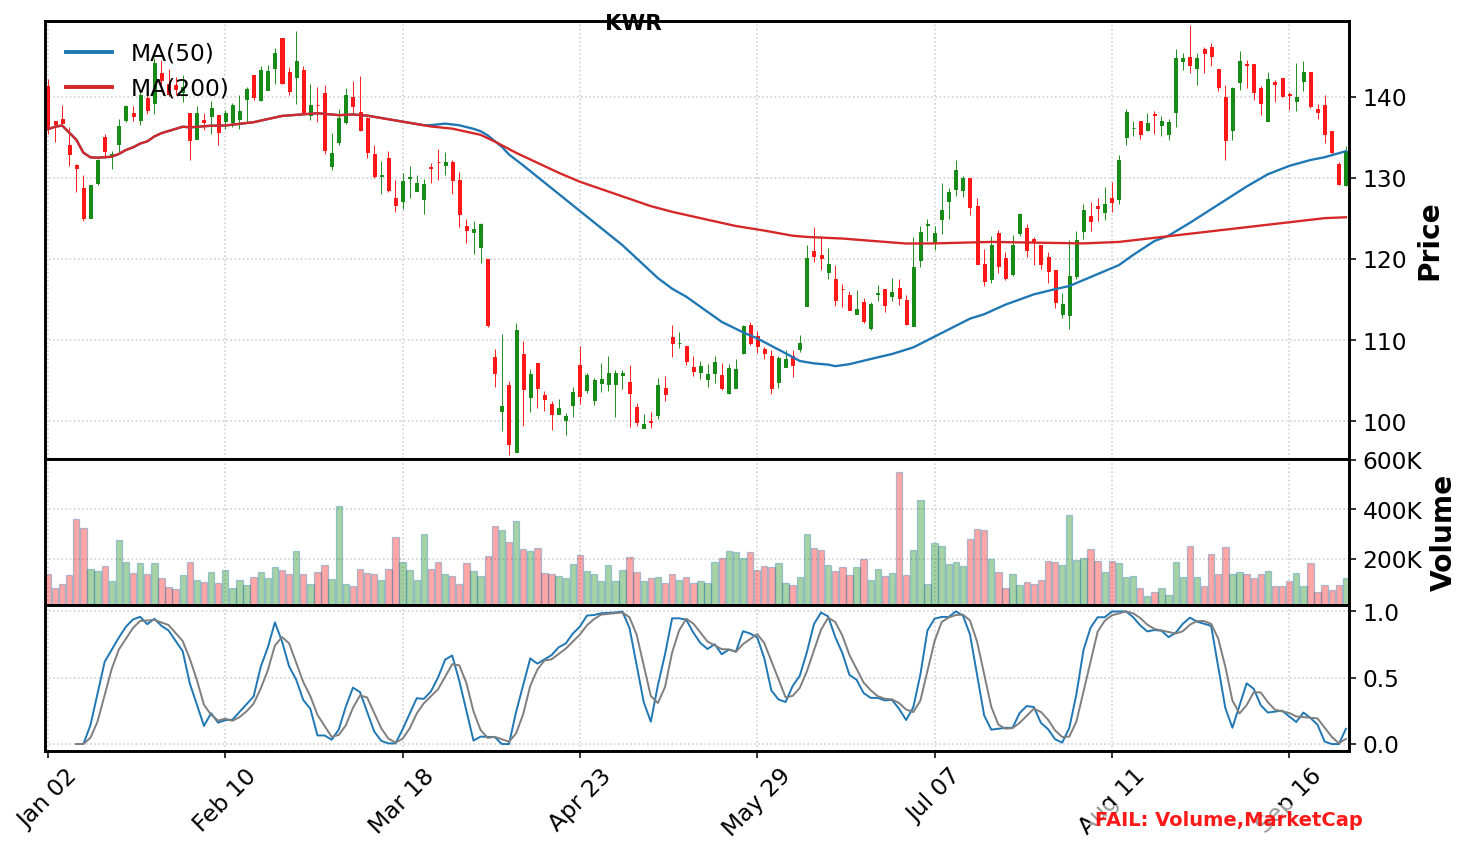 KWR
MA(50)
MA(200)
140
130
120
110
100
Price
600K
400K
200K
Volume
1.0
0.5
0.0
Jan 02
Feb 10
Mar 18
Apr 23
May 29
Jul 07
Aug 11
Sep 16
FAIL: Volume,MarketCap